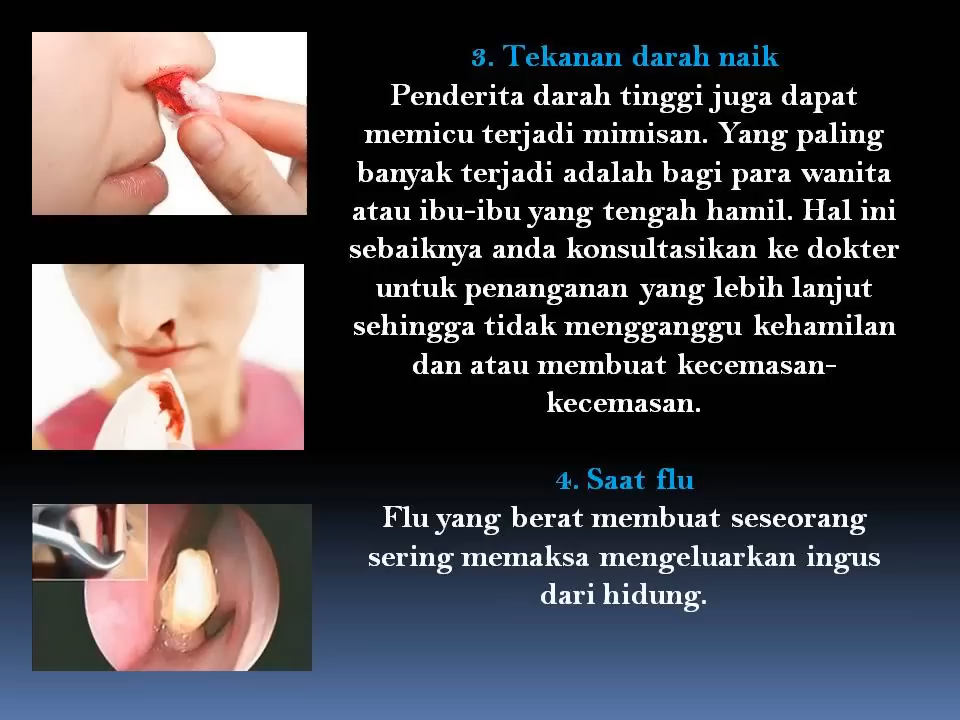 3. Tekanan darah naik
Penderita darah tinggi juga dapat
memicu terjadi mimisan. Yang paling
banyak terjadi adalah bagi para wanita
atau ibu-ibu yang tengah hamil. Hal ini
sebaiknya anda konsultasikan ke dokter
untuk penanganan yang lebih lanjut
sehingga tidak mengganggu kehamilan
dan atau membuat kecemasan-
kecemasan.
4. Saat flu
Flu yang berat membuat seseorang
sering memaksa mengeluarkan ingus
dari hidung.